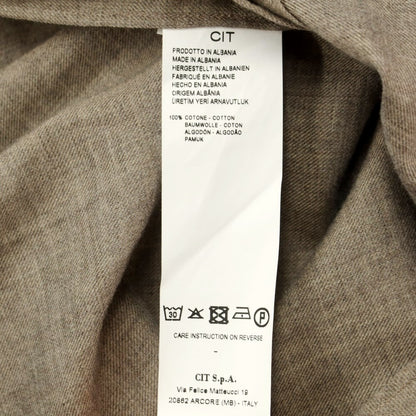 CIT
PRODOTTO IN ALBANIA
MADE IN ALBANIA
HERGESTELLT IN ALBANIEN
FABRIQUÉ EN ALBANIE
HECHO EN ALBANIA
ORIGEM ALBÂNIA
ÜRETİM YERİ ARNAVUTLUK
100% COTONE - COTTON
BAUMWOLLE - COTON
ALGODÓN - ALGODÃO
PAMUK
30 P
CARE INSTRUCTION ON REVERSE
-
CIT S.p.A.
Via Felice Matteucci 19
20862 ARCORE (MB) - ITALY